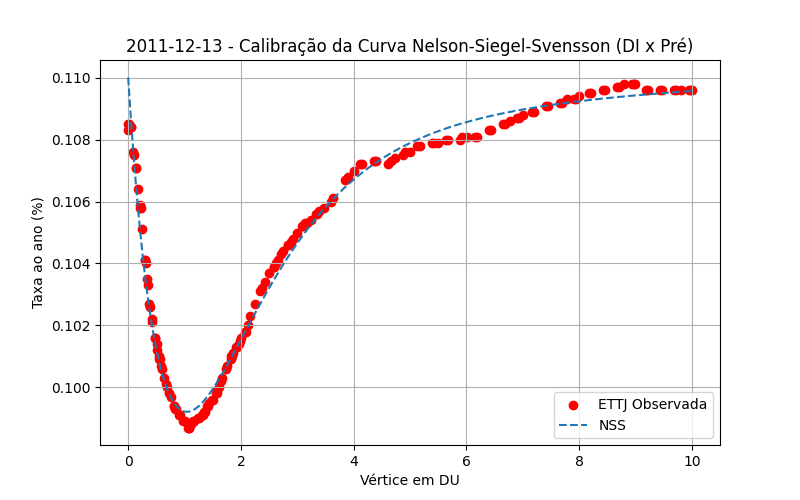 2011-12-13 - Calibração da Curva Nelson-Siegel-Svensson (DI x Pré)
Taxa ao ano (%)
0.110
0.108
0.106
0.104
0.102
0.100
0
2
4
6
8
10
Vértice em DU
ETTJ Observada
NSS